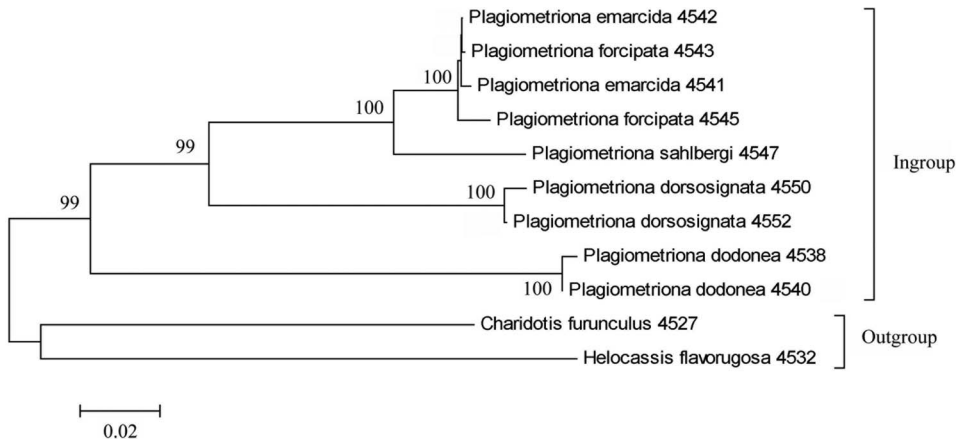 Plagiometriona emarcida 4542
Plagiometriona forcipata 4543
100
Plagiometriona emarcida 4541
100
Plagiometriona forcipata 4545
99
Plagiometriona sahlbergi 4547
Ingroup
100
Plagiometriona dorsosignata 4550
99
Plagiometriona dorsosignata 4552
Plagiometriona dodonea 4538
100
Plagiometriona dodonea 4540
Charidotis furunculus 4527
Outgroup
Helocassis flavorugosa 4532
0.02